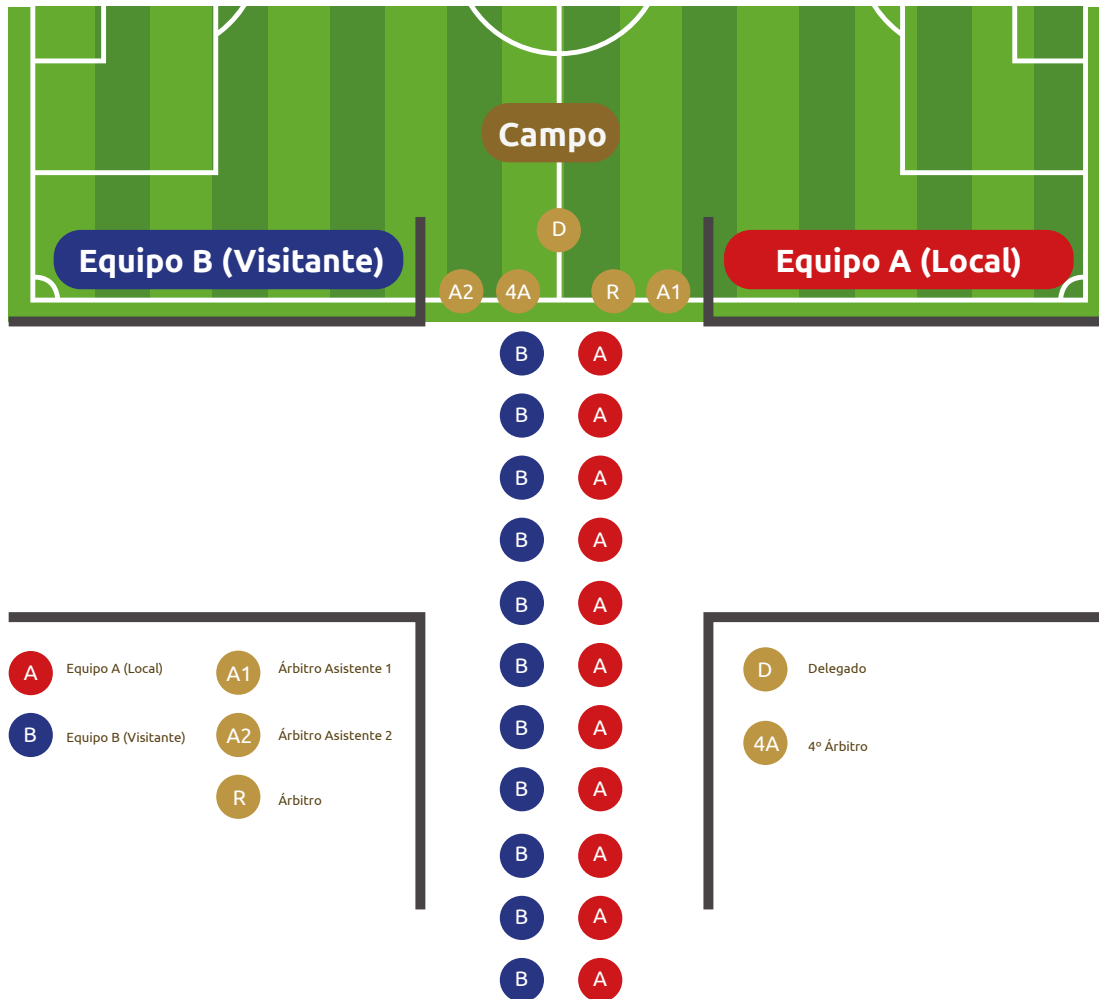 Campo
D
Equipo B (Visitante)
Equipo A (Local)
A2 4A R A1
B A
B A
B A
B A
B A
B A
B A
B A
B A
B A
B A
A Equipo A (Local)
B Equipo B (Visitante)
A1 Árbitro Asistente 1
A2 Árbitro Asistente 2
R Árbitro
D Delegado
4A 4º Árbitro